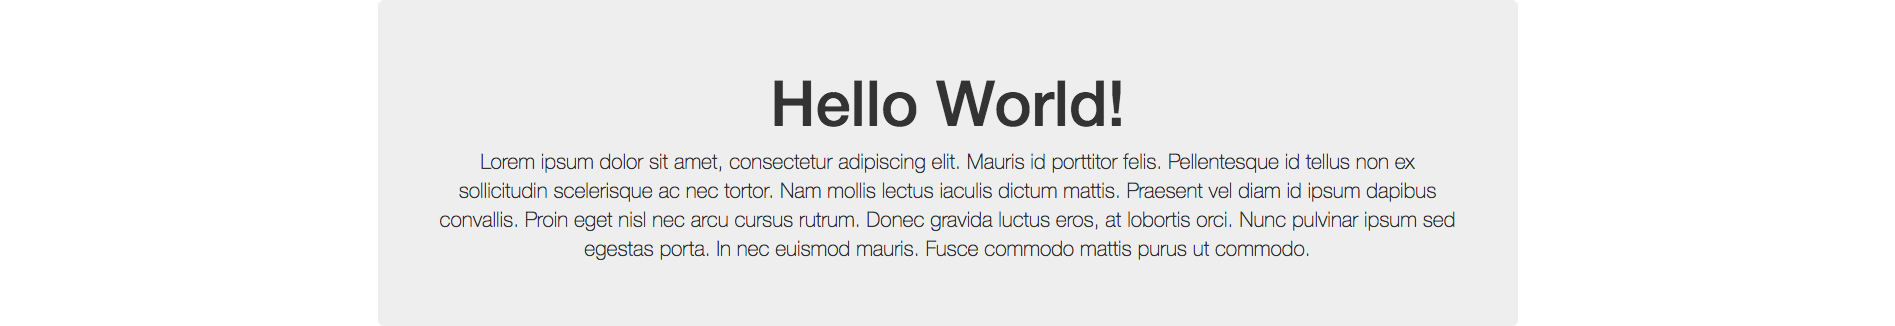 Hello World!
Lorem ipsum dolor sit amet, consectetur adipiscing elit. Mauris id porttitor felis. Pellentesque id tellus non ex
sollicitudin scelerisque ac nec tortor. Nam mollis lectus iaculis dictum mattis. Praesent vel diam id ipsum dapibus
convallis. Proin eget nisl nec arcu cursus rutrum. Donec gravida luctus eros, at lobortis orci. Nunc pulvinar ipsum sed
egestas porta. In nec euismod mauris. Fusce commodo mattis purus ut commodo.